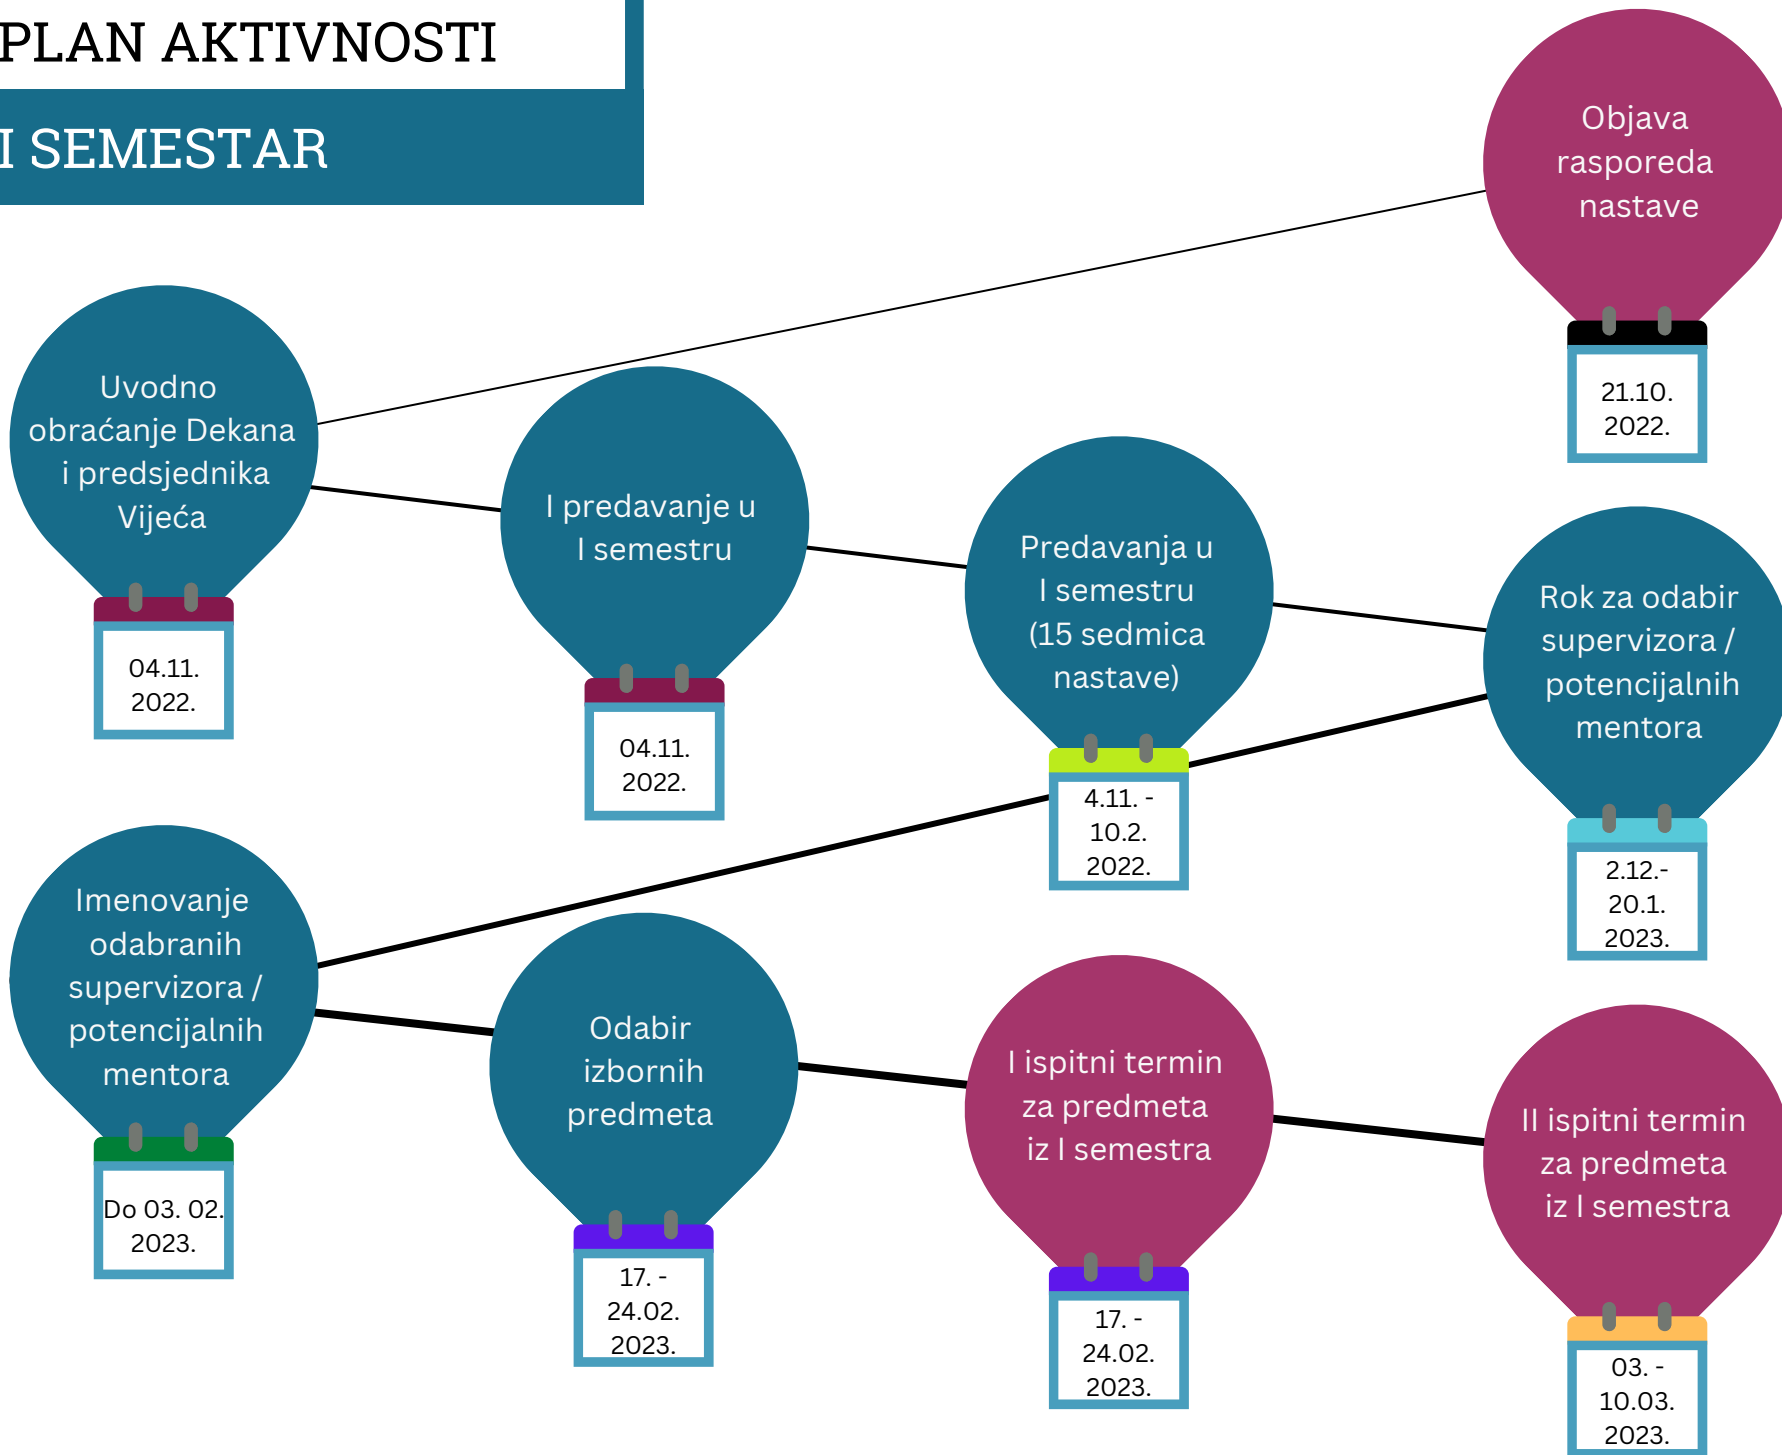 PLAN AKTIVNOSTI
I SEMESTAR
Objava
rasporeda
nastave
21.10.
2022.
Uvodno
obraćanje Dekana
i predsjednika
Vijeća
04.11.
2022.
I predavanje u
I semestru
04.11.
2022.
Predavanja u
I semestru
(15 sedmica
nastave)
4.11. -
10.2.
2022.
Rok za odabir
supervizora /
potencijalnih
mentora
2.12.-
20.1.
2023.
Imenovanje
odabranih
supervizora /
potencijalnih
mentora
Do 03. 02.
2023.
Odabir
izbornih
predmeta
17. -
24.02.
2023.
I ispitni termin
za predmeta
iz I semestra
17. -
24.02.
2023.
II ispitni termin
za predmeta
iz I semestra
03. -
10.03.
2023.